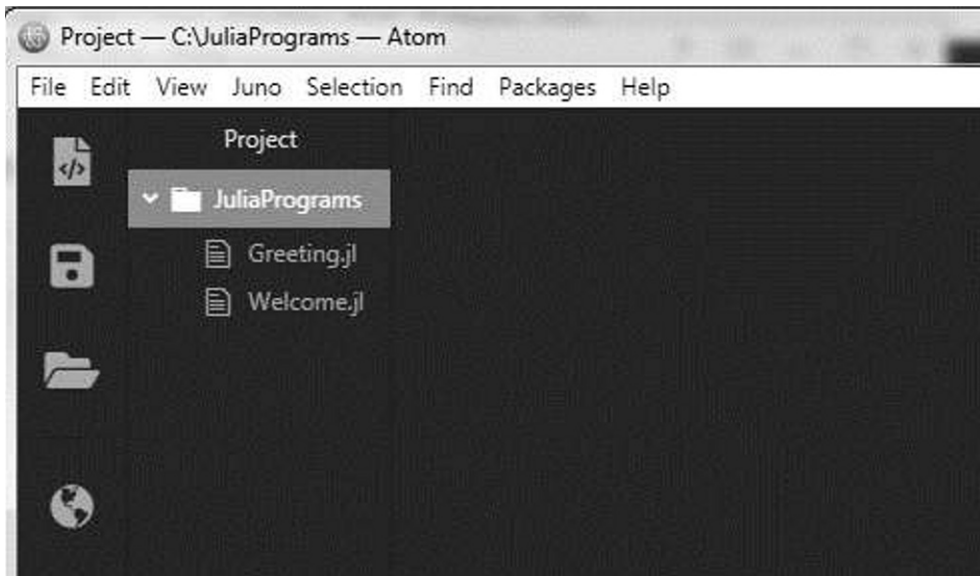 Project — C:\JuliaPrograms — Atom
File Edit View Juno Selection Find Packages Help
Project
JuliaPrograms
Greeting.jl
Welcome.jl